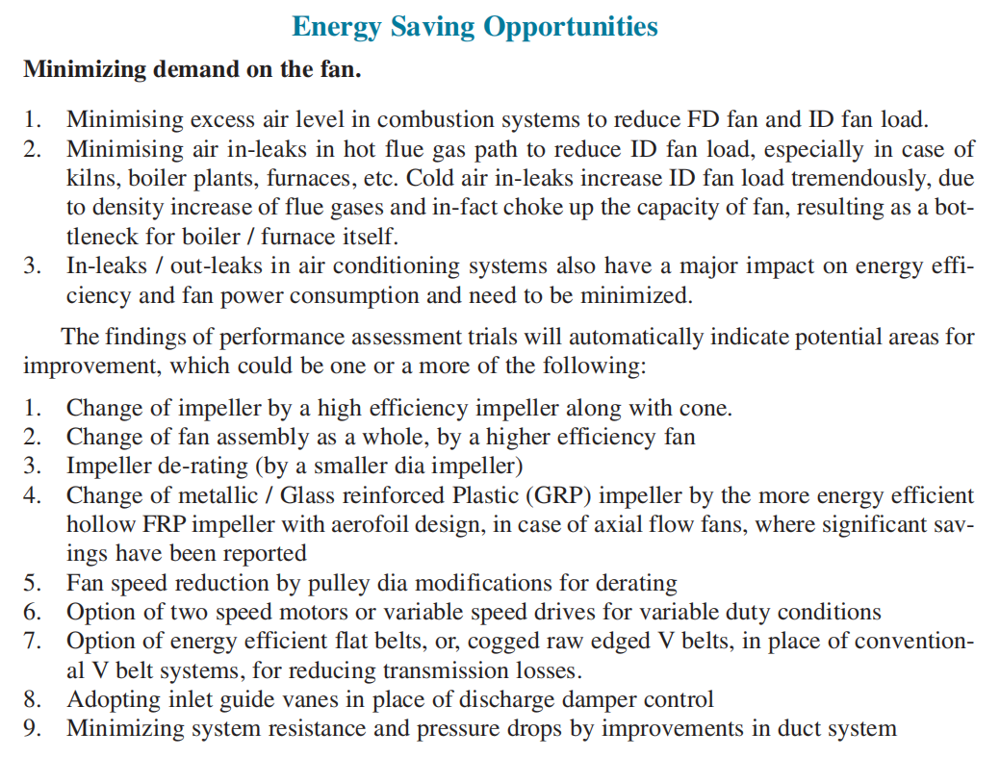 Energy Saving Opportunities
Minimizing demand on the fan.
1. Minimising excess air level in combustion systems to reduce FD fan and ID fan load.
2. Minimising air in-leaks in hot flue gas path to reduce ID fan load, especially in case of
kilns, boiler plants, furnaces, etc. Cold air in-leaks increase ID fan load tremendously, due
to density increase of flue gases and in-fact choke up the capacity of fan, resulting as a bot-
tleneck for boiler / furnace itself.
3. In-leaks / out-leaks in air conditioning systems also have a major impact on energy effi-
ciency and fan power consumption and need to be minimized.
The findings of performance assessment trials will automatically indicate potential areas for
improvement, which could be one or a more of the following:
1. Change of impeller by a high efficiency impeller along with cone.
2. Change of fan assembly as a whole, by a higher efficiency fan
3. Impeller de-rating (by a smaller dia impeller)
4. Change of metallic / Glass reinforced Plastic (GRP) impeller by the more energy efficient
hollow FRP impeller with aerofoil design, in case of axial flow fans, where significant sav-
ings have been reported
5. Fan speed reduction by pulley dia modifications for derating
6. Option of two speed motors or variable speed drives for variable duty conditions
7. Option of energy efficient flat belts, or, cogged raw edged V belts, in place of convention-
al V belt systems, for reducing transmission losses.
8. Adopting inlet guide vanes in place of discharge damper control
9. Minimizing system resistance and pressure drops by improvements in duct system